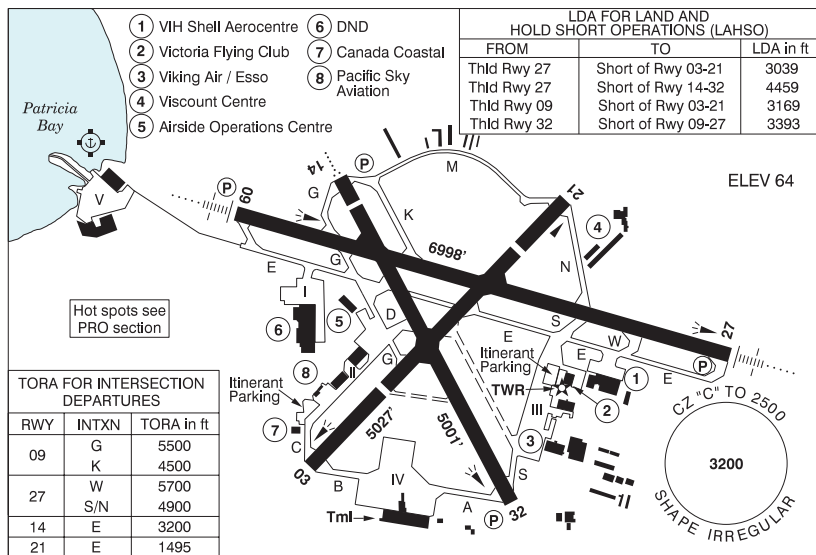 1 VIH Shell Aerocentre
2 Victoria Flying Club
3 Viking Air / Esso
4 Viscount Centre
5 Airside Operations Centre
6 DND
7 Canada Coastal
8 Pacific Sky
Aviation
LDA FOR LAND AND
HOLD SHORT OPERATIONS (LAHSO)
FROM TO LDA in ft
Thld Rwy 27 Short of Rwy 03-21 3039
Thld Rwy 27 Short of Rwy 14-32 4459
Thld Rwy 09 Short of Rwy 03-21 3169
Thld Rwy 32 Short of Rwy 09-27 3393
Patricia
Bay
V
P
09
14
P
M
G
K
21
ELEV 64
4
6998'
N
E
G
I
Hot spots see
PRO section
6
5
D
S
E
W
27
Itinerant
Parking
E
E
P
8
II
G
Itinerant
Parking
TWR
1
2
III
CZ "C" TO 2500
3200
SHAPE IRREGULAR
7
C
5027'
5001'
3
03
B
IV
A
S
32
P
Tml
TORA FOR INTERSECTION
DEPARTURES
RWY INTXN TORA in ft
09 G 5500
K 4500
27 W 5700
S/N 4900
14 E 3200
21 E 1495